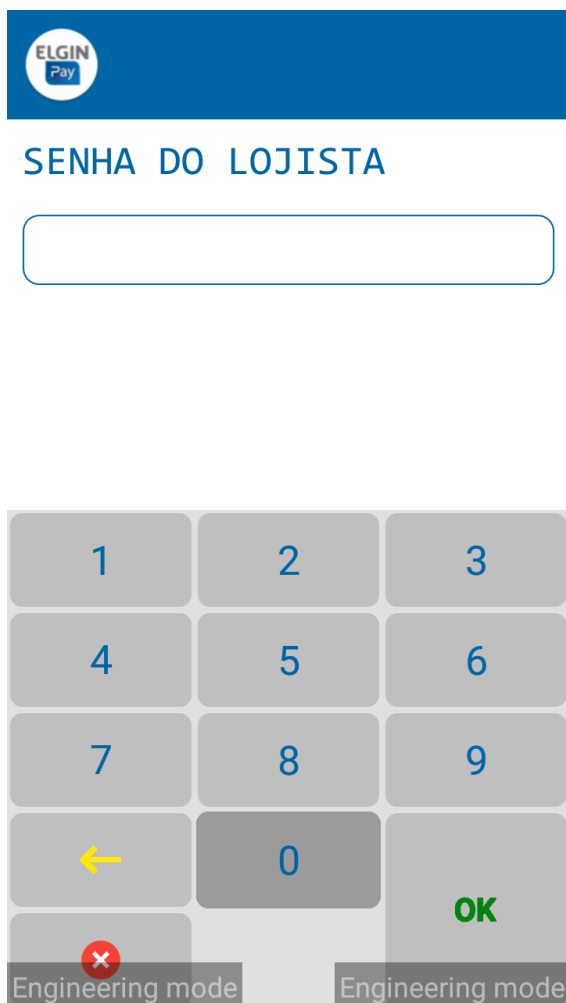 ELGIN
Pay
SENHA DO LOJISTA
1 2 3
4 5 6
7 8 9
0
OK
Engineering mode Engineering mode